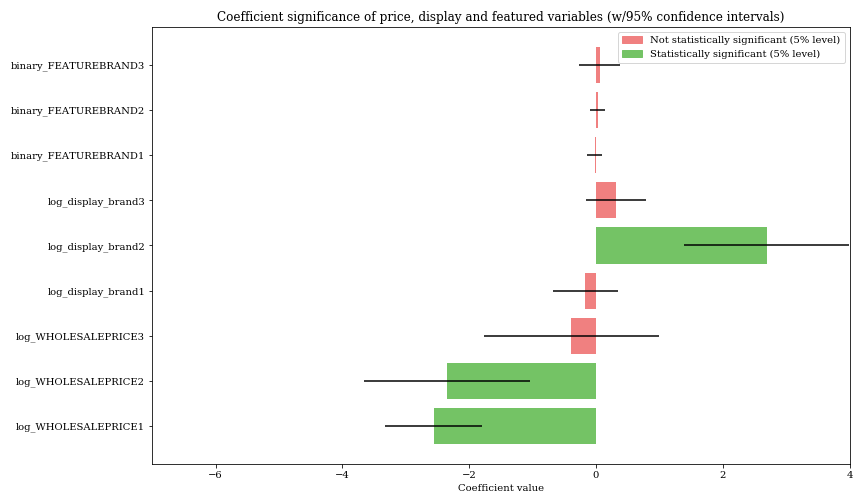 Coefficient significance of price, display and featured variables (w/95% confidence intervals)
Not statistically significant (5% level)
Statistically significant (5% level)
binary_FEATUREBRAND3
binary_FEATUREBRAND2
binary_FEATUREBRAND1
log_display_brand3
log_display_brand2
log_display_brand1
log_WHOLESALEPRICE3
log_WHOLESALEPRICE2
log_WHOLESALEPRICE1
−6 −4 −2 0 2 4
Coefficient value